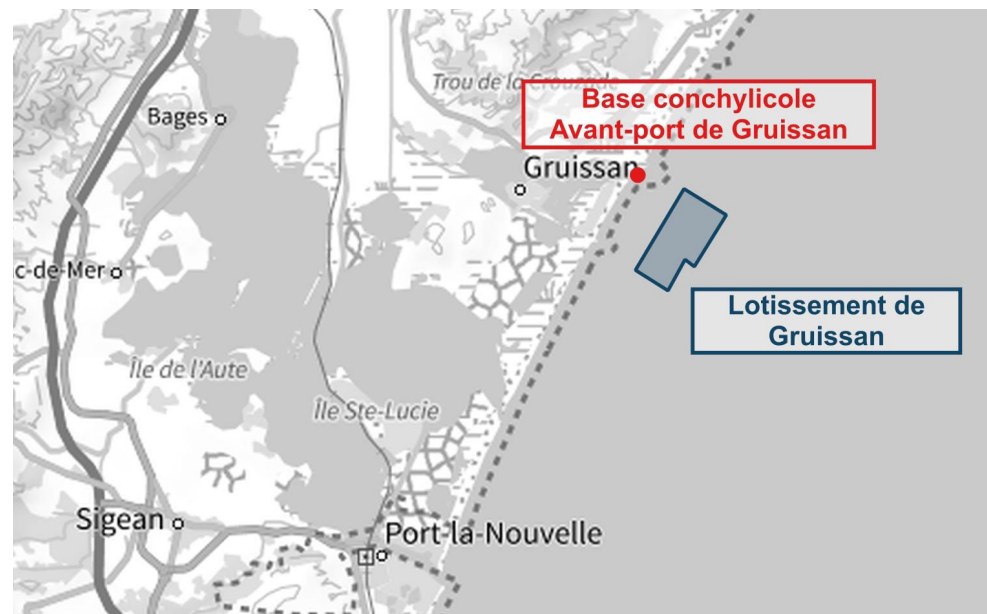 Trou de la Crouzade
Base conchylicole
Avant-port de Gruissan
Bages
Gruissan
c-de-Mer
Lotissement de
Gruissan
Île de l'Aute
Île Ste-Lucie
Sigean
Port-la-Nouvelle